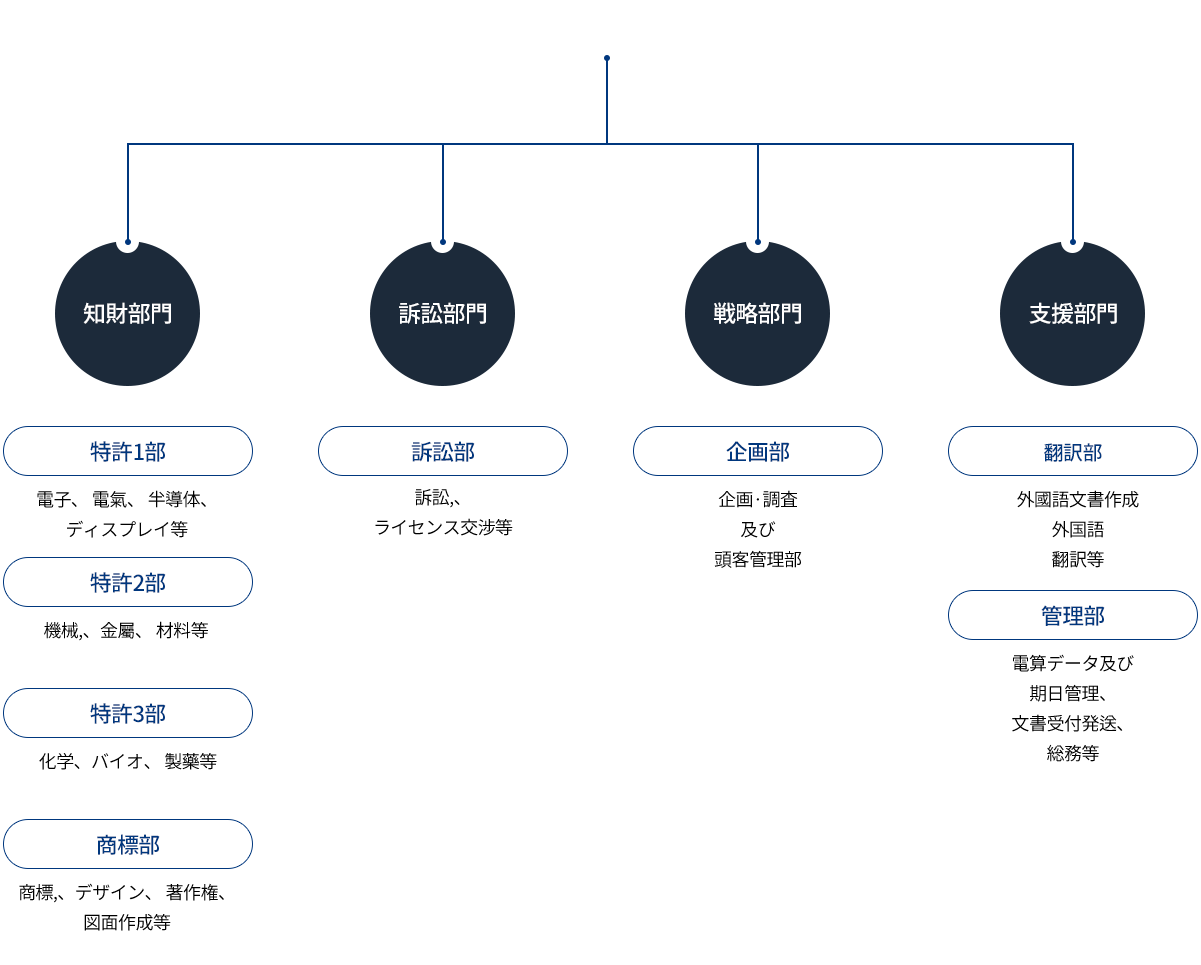 知財部門
訴訟部門
戦略部門
支援部門
特許1部
電子、 電氣、 半導体、
ディスプレイ等
特許2部
機械,、金屬、 材料等
特許3部
化学、バイオ、 製藥等
商標部
商標,、デザイン、 著作権、
図面作成等
訴訟部
訴訟,、
ライセンス交渉等
企画部
企画·調査
及び
頭客管理部
翻訳部
外國語文書作成
外国語
翻訳等
管理部
電算データ及び
期日管理、
文書受付発送、
総務等